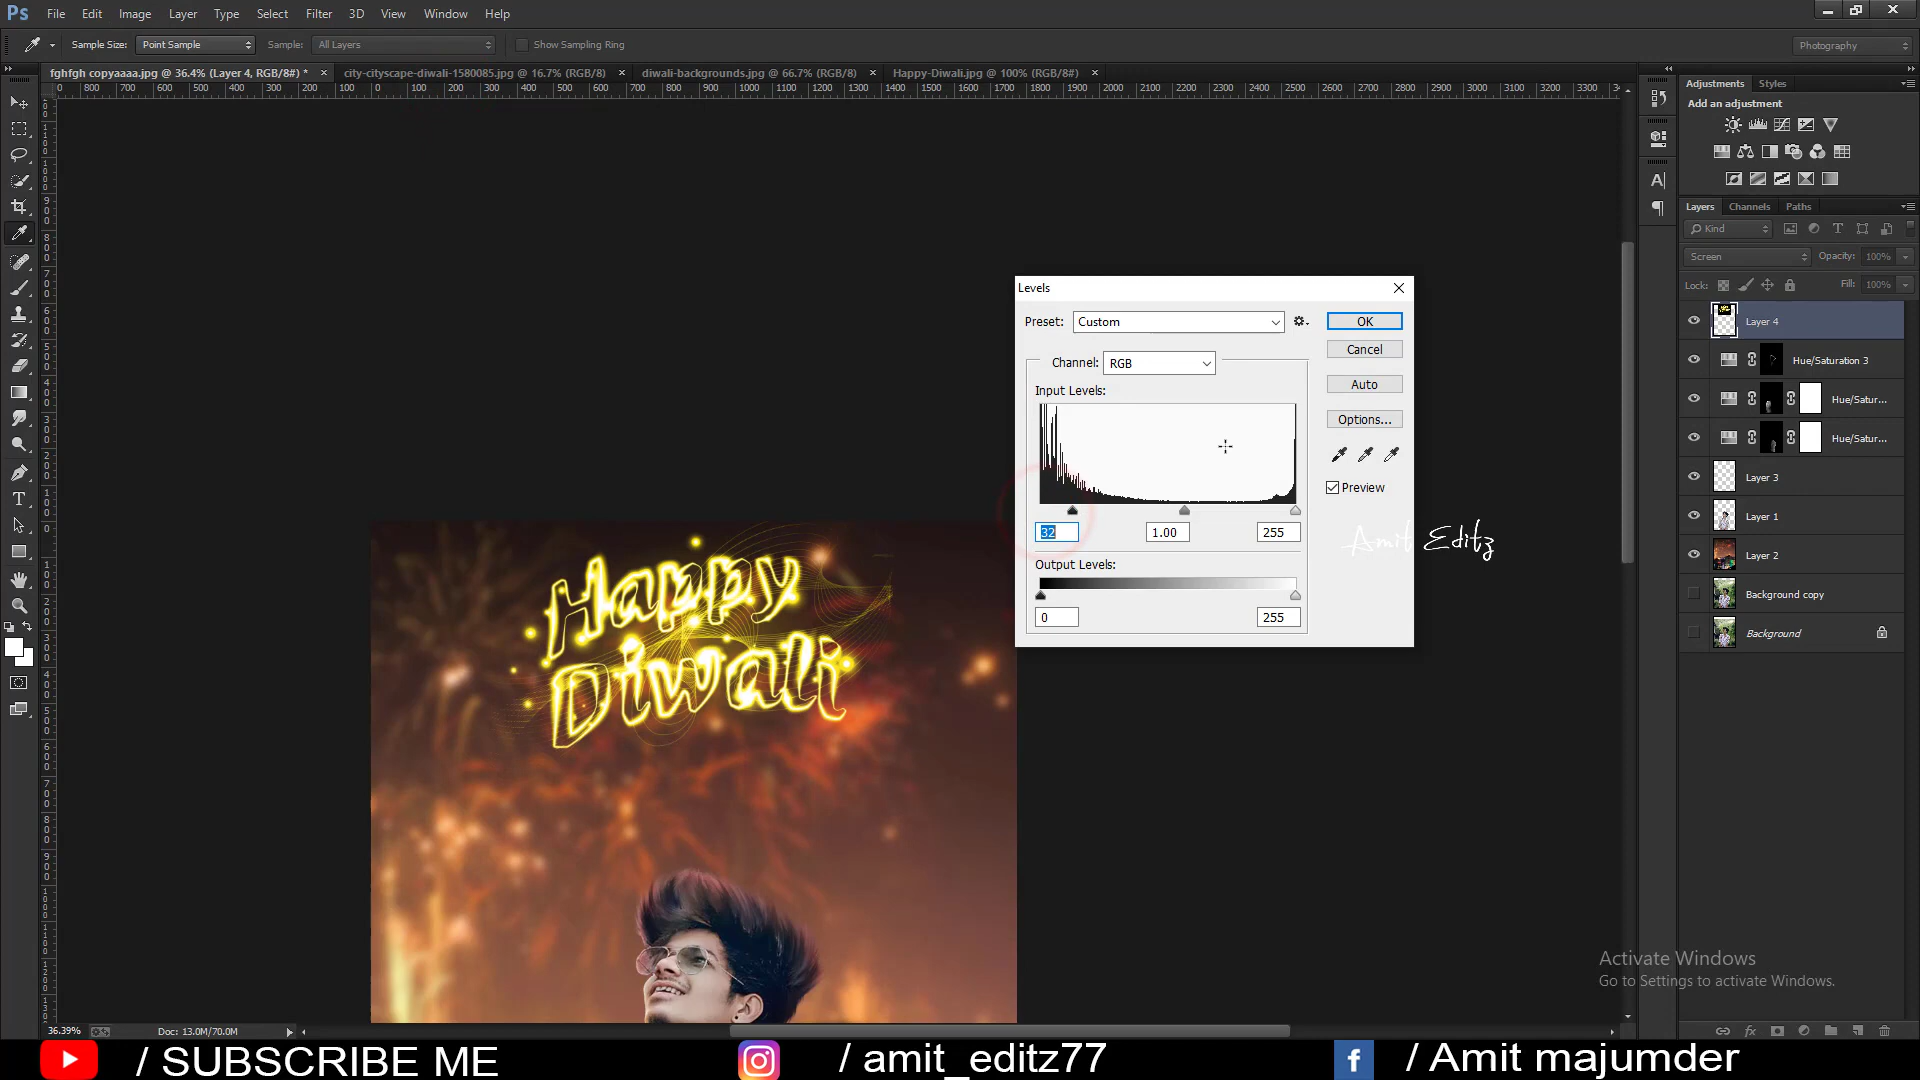 Ps File Edit Image Layer Type Select Filter 3D View Window Help
Sample Size: Point Sample Sample: All Layers Show Sampling Ring Photography
fghfgh copyaaaa.jpg @ 36.4% (Layer 4, RGB/8#) * city-cityscape-diwali-1580085.jpg @ 16.7% (RGB/8) diwali-backgrounds.jpg @ 66.7% (RGB/8) Happy-Diwali.jpg @ 100% (RGB/8#)
Adjustments Styles
Add an adjustment
Layers Channels Paths
Kind
Screen Opacity: 100%
Lock: Fill: 100%
Layer 4
Hue/Saturation 3
Hue/Satur...
Hue/Satur...
Layer 3
Layer 1
Layer 2
Background copy
Background
Levels
Preset: Custom OK
Cancel
Channel: RGB
Auto
Input Levels:
Options...
Preview
32 1.00 255
Output Levels:
0 255
Amit Editz
Happy
Diwali
Activate Windows
Go to Settings to activate Windows.
36.39% Doc: 13.0M/70.0M
/ SUBSCRIBE ME / amit_editz77 / Amit majumder